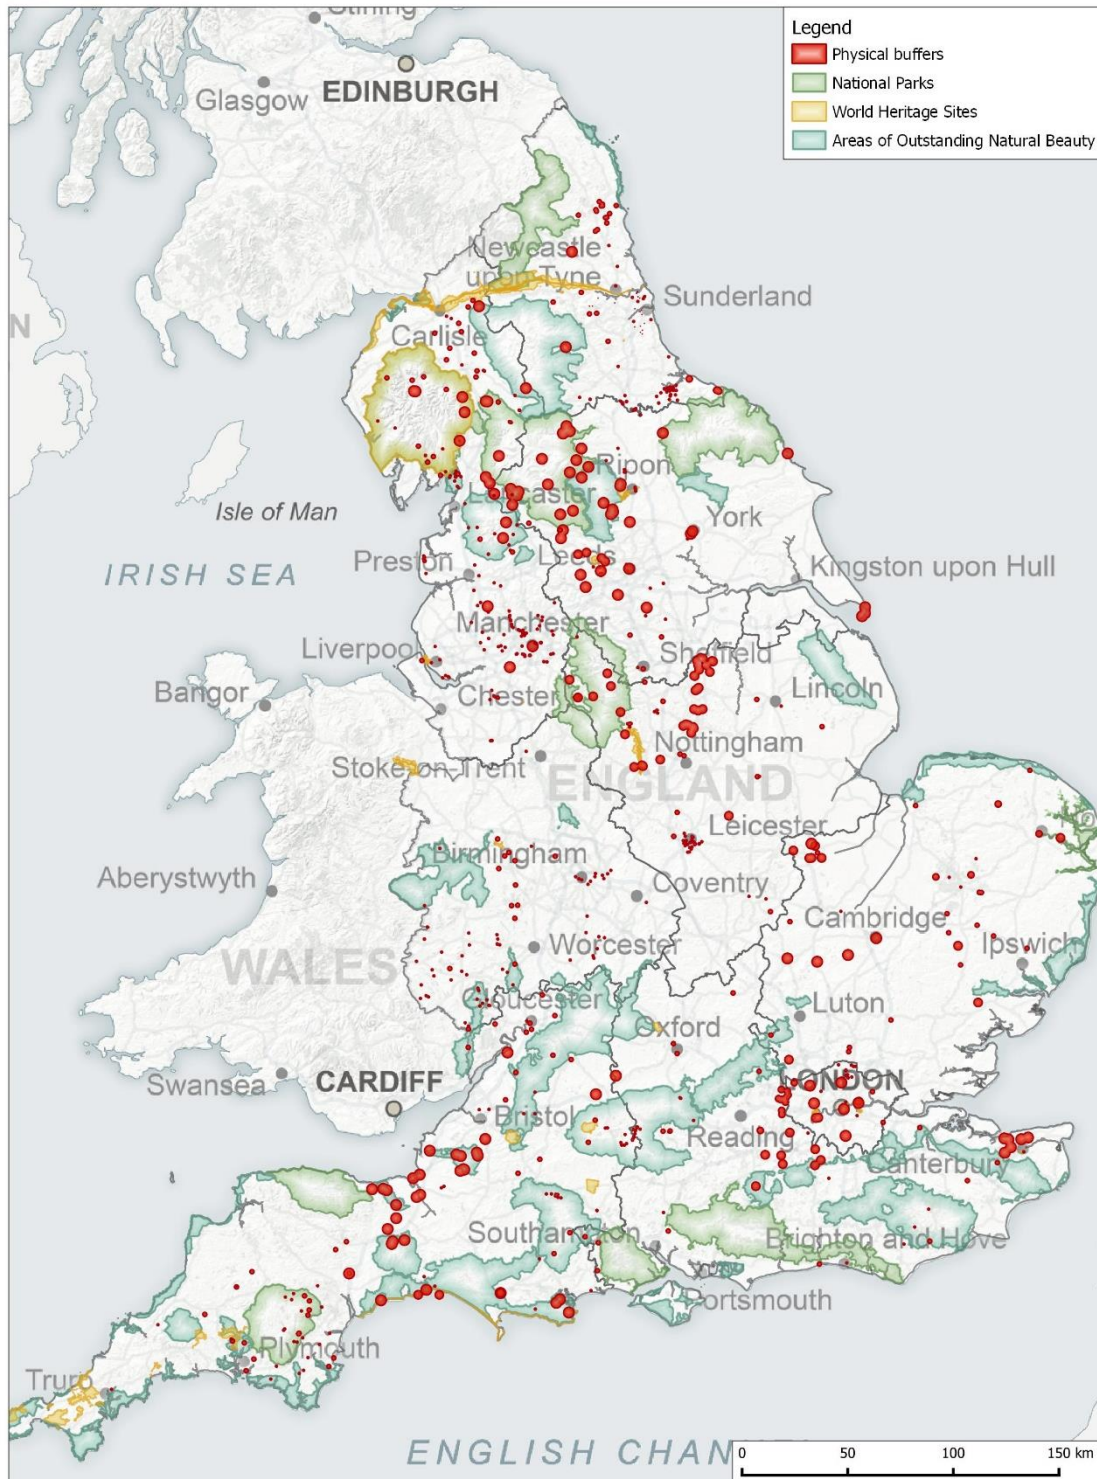 Stirling
Glasgow
EDINBURGH
Legend
Physical buffers
National Parks
World Heritage Sites
Areas of Outstanding Natural Beauty
Newcastle
upon Tyne
Sunderland
N
Carlisle
Ripon
Isle of Man
Lancaster
York
IRISH SEA
Preston
Leeds
Kingston upon Hull
Manchester
Liverpool
Sheffield
Bangor
Chester
Lincoln
Stoke-on-Trent
Nottingham
ENGLAND
Leicester
Birmingham
Aberystwyth
Coventry
Cambridge
WALES
Worcester
Ipswich
Gloucester
Luton
Oxford
Swansea
CARDIFF
LONDON
Bristol
Reading
Canterbury
Southampton
Brighton and Hove
ortsmouth
Plymouth
Truro
ENGLISH CHAN
0 50 100 150 km